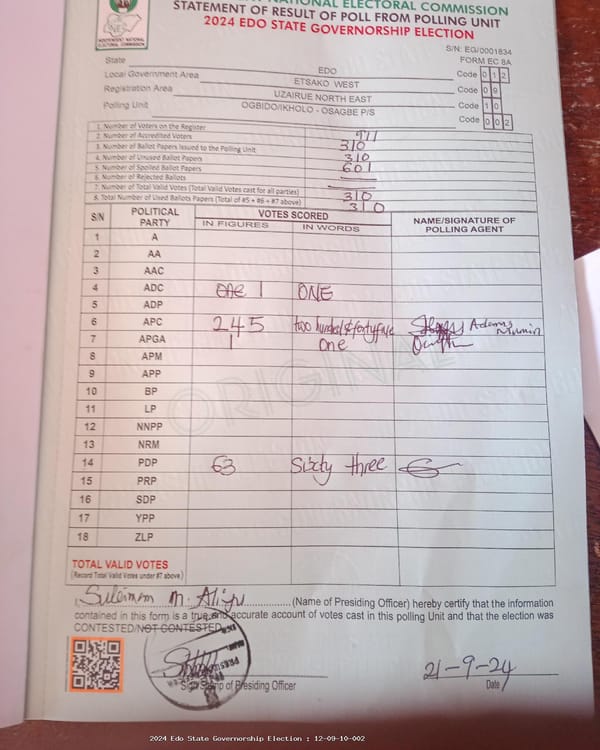 NATIONAL ELECTORAL COMMISSION
STATEMENT OF RESULT OF POLL FROM POLLING UNIT
2024 EDO STATE GOVERNORSHIP ELECTION
INDEPENDENT NATIONAL ELECTORAL COMMISSION
S/N: EG/0001834
FORM EC 8A
State EDO Code 0 1 2
Local Government Area ETSAKO WEST Code 0 9
Registration Area UZAIRUE NORTH EAST Code 1 0
Polling Unit OGBIDO/IKHOLO - OSAGBE P/S Code 0 0 2
1. Number of Voters on the Register 911
2. Number of Accredited Voters 310
3. Number of Ballot Papers Issued to the Polling Unit 310
4. Number of Unused Ballot Papers 601
5. Number of Spoiled Ballot Papers
6. Number of Rejected Ballots
7. Number of Total Valid Votes (Total Valid Votes cast for all parties) 310
8. Total Number of Used Ballots Papers (Total of #5 + #6 + #7 above) 310
S/N POLITICAL PARTY VOTES SCORED NAME/SIGNATURE OF POLLING AGENT
IN FIGURES IN WORDS
1 A
2 AA
3 AAC
4 ADC one 1 ONE
5 ADP
6 APC 245 two hundred & forty five Adams Mumin
7 APGA 1 One
8 APM
9 APP
10 BP
11 LP
12 NNPP
13 NRM
14 PDP 63 Sixty three
15 PRP
16 SDP
17 YPP
18 ZLP
ORIGINAL
TOTAL VALID VOTES
(Record Total Valid Votes under #7 above)
Suleiman M. Aliyu (Name of Presiding Officer) hereby certify that the information
contained in this form is a true and accurate account of votes cast in this polling Unit and that the election was
CONTESTED/NOT CONTESTED
21-9-24
Sign/Stamp of Presiding Officer Date
2024 Edo State Governorship Election : 12-09-10-002